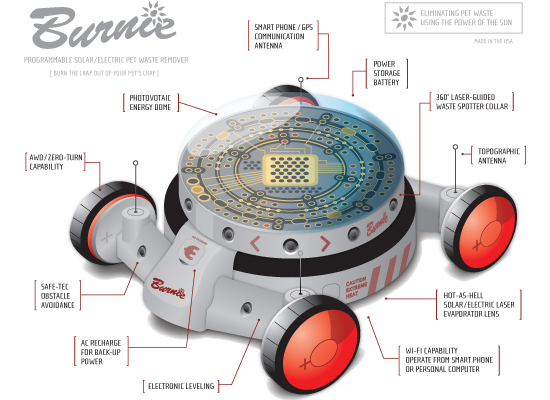 Burnie
PROGRAMMABLE SOLAR/ELECTRIC PET WASTE REMOVER
[ BURN THE CRAP OUT OF YOUR PET'S CRAP ]
ELIMINATING PET WASTE
USING THE POWER OF THE SUN
MADE IN THE USA
SMART PHONE / GPS
COMMUNICATION
ANTENNA
POWER
STORAGE
BATTERY
PHOTOVOTAIC
ENERGY DOME
360° LASER-GUIDED
WASTE SPOTTER COLLAR
AWD/ZERO-TURN
CAPABILITY
TOPOGRAPHIC
ANTENNA
Burnie
Burnie
CAUTION
EXTREME
HEAT
SAFE-TEC
OBSTACLE
AVOIDANCE
HOT-AS-HELL
SOLAR/ELECTRIC LASER
EVAPORATOR LENS
AC RECHARGE
FOR BACK-UP
POWER
WI-FI CAPABILITY
OPERATE FROM SMART PHONE
OR PERSONAL COMPUTER
ELECTRONIC LEVELING